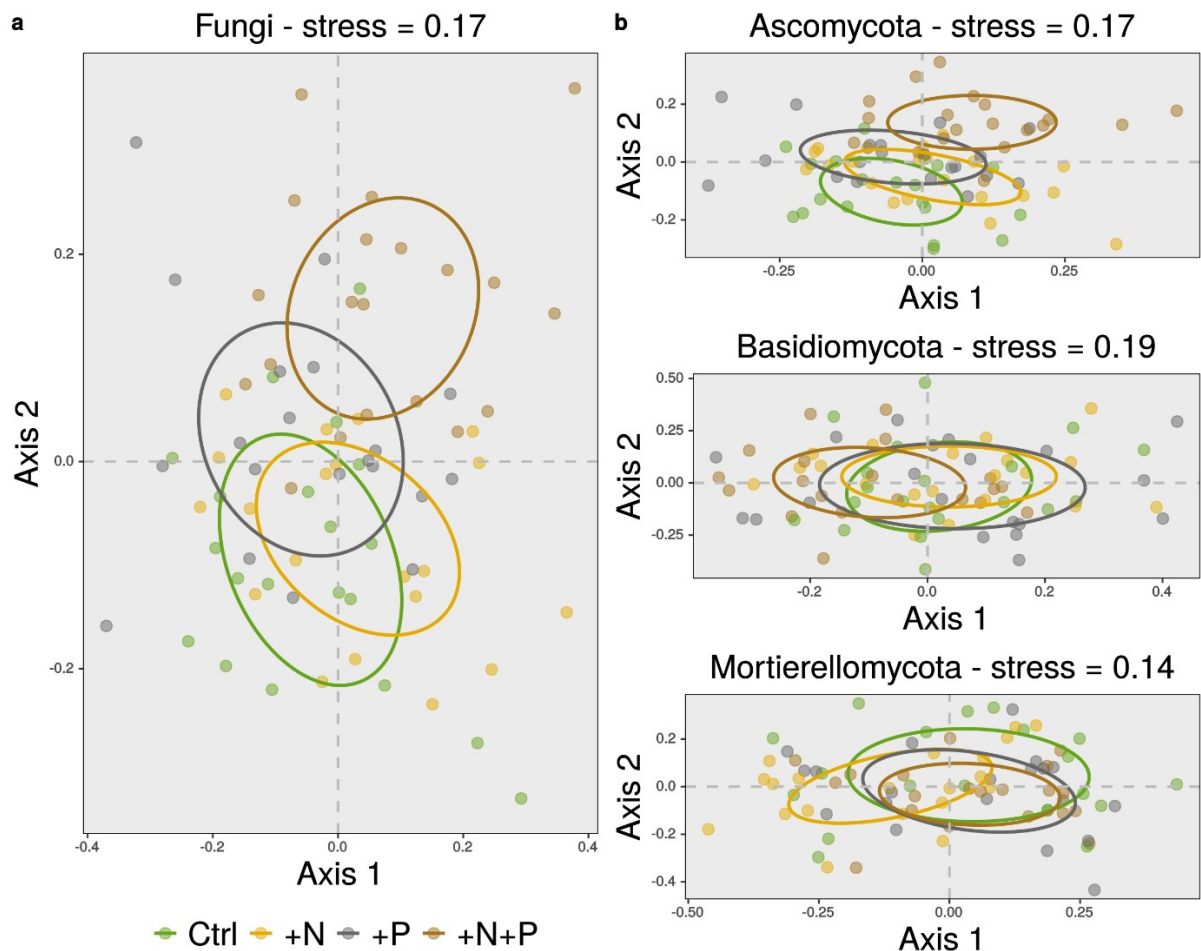 a
Fungi - stress = 0.17
Axis 2
0.2
0.0
-0.2
-0.4
-0.2
0.0
0.2
0.4
Axis 1
Ctrl
+N
+P
+N+P
b
Ascomycota - stress = 0.17
Axis 2
0.2
0.0
-0.2
-0.25
0.00
0.25
Axis 1
Basidiomycota - stress = 0.19
Axis 2
0.50
0.25
0.00
-0.25
-0.2
0.0
0.2
0.4
Axis 1
Mortierellomycota - stress = 0.14
Axis 2
0.2
0.0
-0.2
-0.4
-0.50
-0.25
0.00
0.25
Axis 1